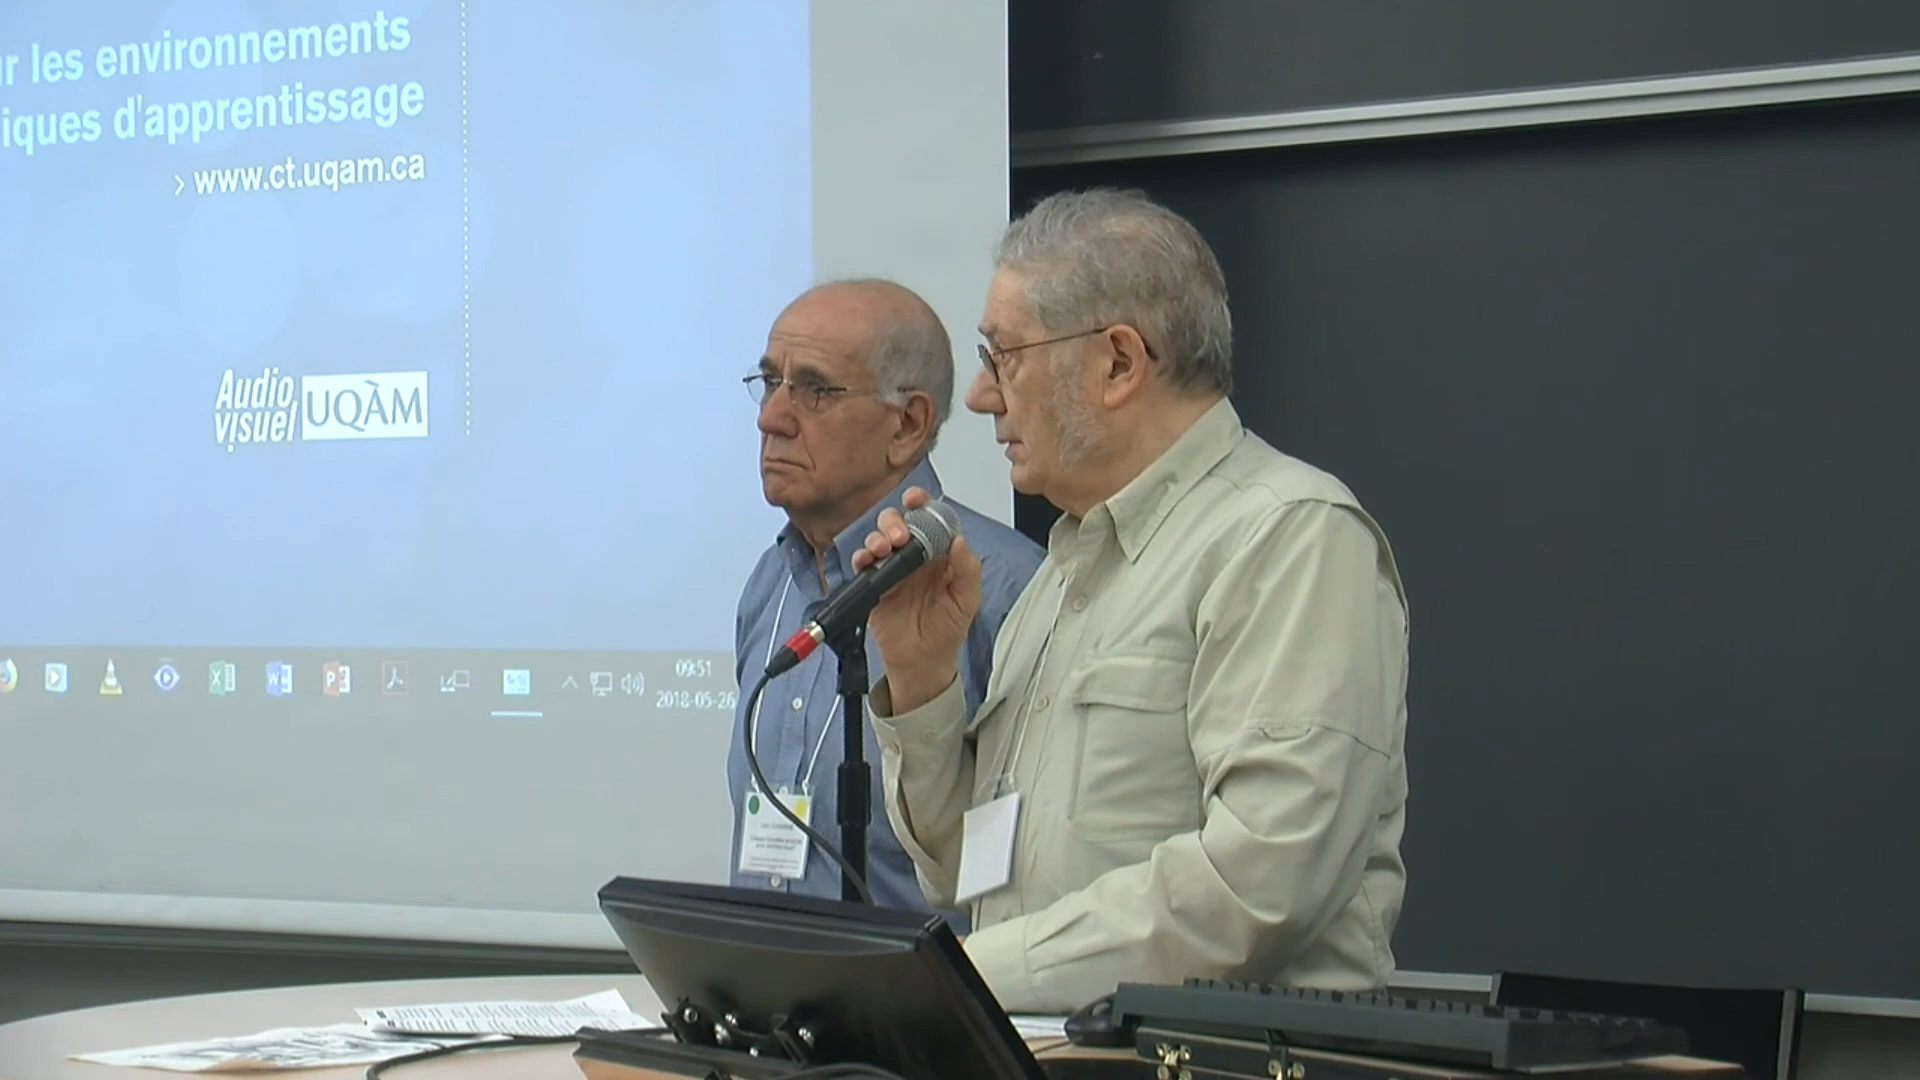 r les environnements
iques d'apprentissage
› www.ct.uqam.ca
Audio
visuel
UQÀM
09:51
2018-05-26